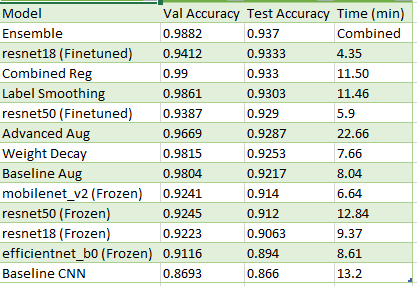 Model Val Accuracy Test Accuracy Time (min)
Ensemble 0.9882 0.937 Combined
resnet18 (Finetuned) 0.9412 0.9333 4.35
Combined Reg 0.99 0.933 11.50
Label Smoothing 0.9861 0.9303 11.46
resnet50 (Finetuned) 0.9387 0.929 5.9
Advanced Aug 0.9669 0.9287 22.66
Weight Decay 0.9815 0.9253 7.66
Baseline Aug 0.9804 0.9217 8.04
mobilenet_v2 (Frozen) 0.9241 0.914 6.64
resnet50 (Frozen) 0.9245 0.912 12.84
resnet18 (Frozen) 0.9223 0.9063 9.37
efficientnet_b0 (Frozen) 0.9116 0.894 8.61
Baseline CNN 0.8693 0.866 13.2